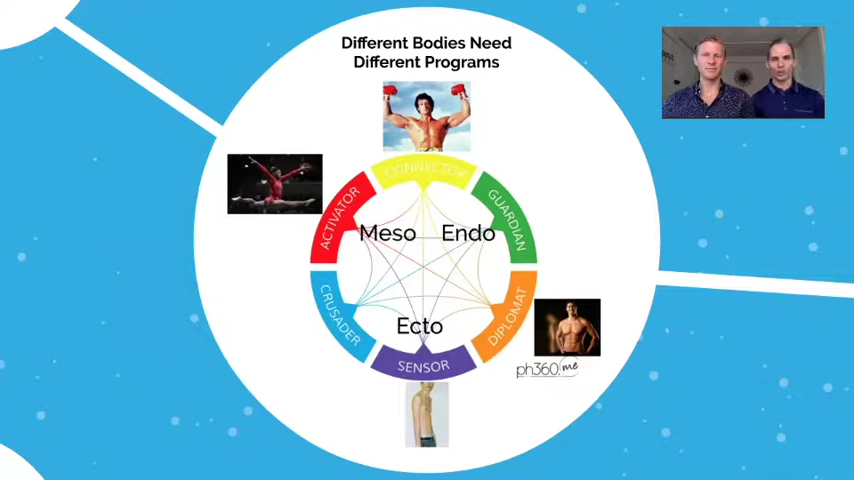 Different Bodies Need
Different Programs
CONNECTOR
ACTIVATOR
GUARDIAN
Meso
Endo
CRUSADER
DIPLOMAT
Ecto
SENSOR
ph360.me